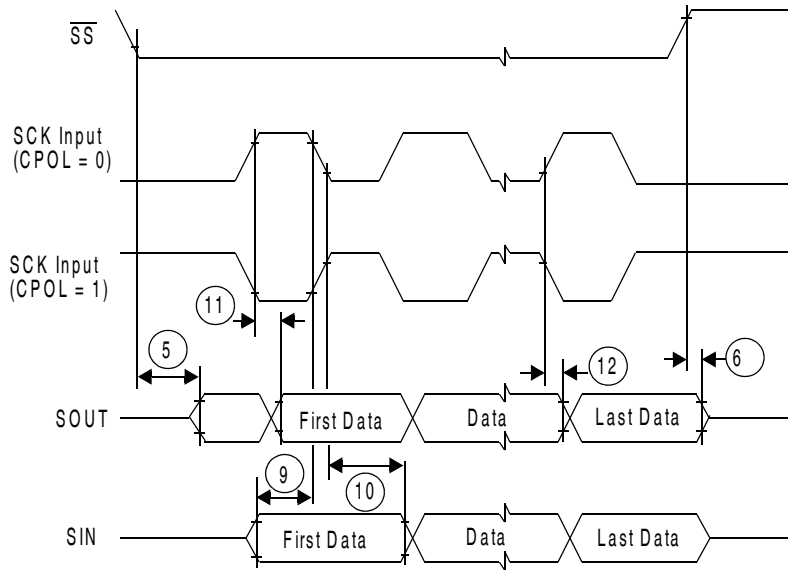 SS
SCK Input
(CPOL = 0)
SCK Input
(CPOL = 1)
11
5
12
6
SOUT
First Data
Data
Last Data
9
10
SIN
First Data
Data
Last Data